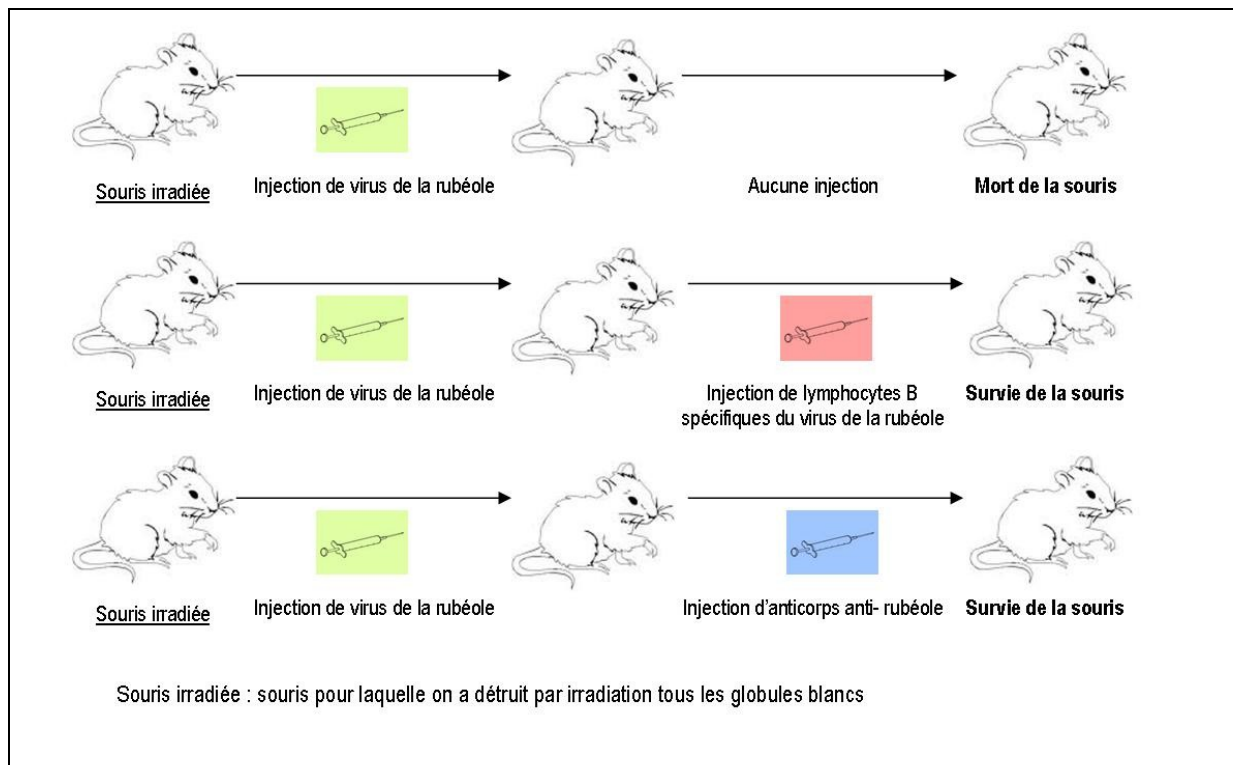 Souris irradiée
Injection de virus de la rubéole
Aucune injection
Mort de la souris
Souris irradiée
Injection de virus de la rubéole
Injection de lymphocytes B
spécifiques du virus de la rubéole
Survie de la souris
Souris irradiée
Injection de virus de la rubéole
Injection d'anticorps anti- rubéole
Survie de la souris
Souris irradiée : souris pour laquelle on a détruit par irradiation tous les globules blancs